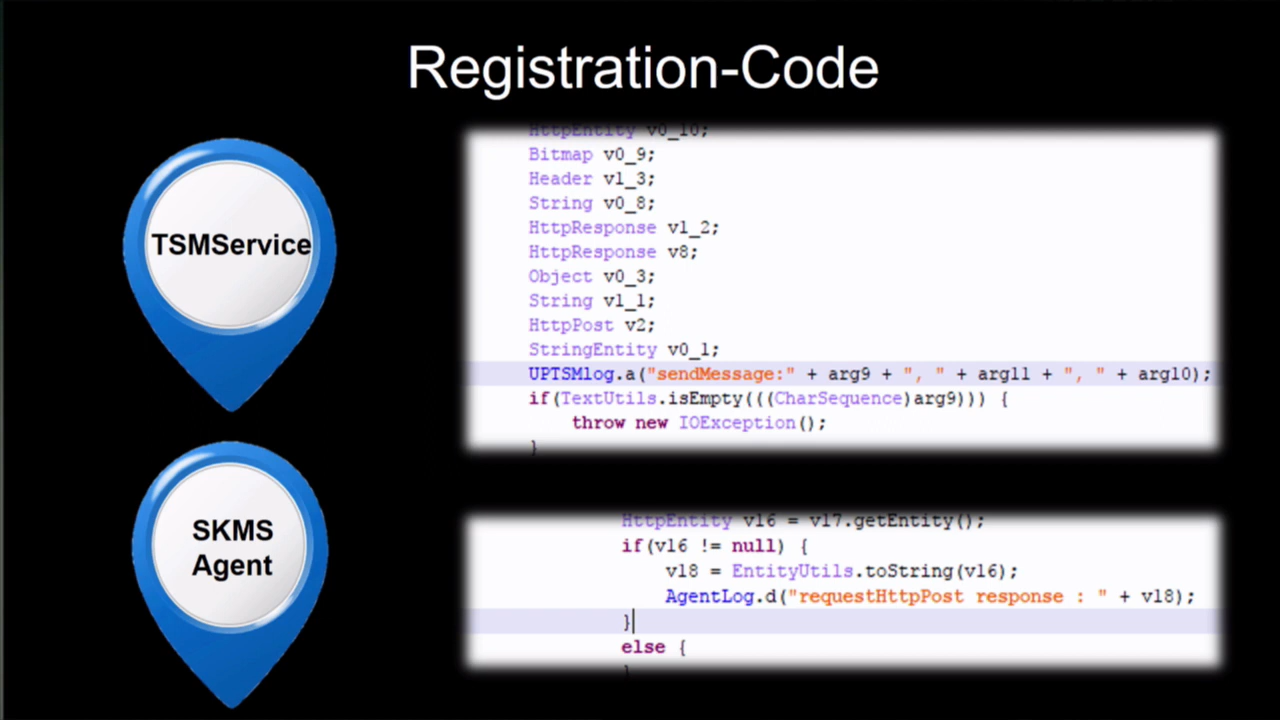 Registration-Code
TSMService
HttpEntity v0_10;
Bitmap v0_9;
Header v1_3;
String v0_8;
HttpResponse v1_2;
HttpResponse v8;
Object v0_3;
String v1_1;
HttpPost v2;
StringEntity v0_1;
UPTSMlog.a("sendMessage:" + arg9 + ", " + arg11 + ", " + arg10);
if(TextUtils.isEmpty(((CharSequence)arg9))) {
throw new IOException();
}
SKMS
Agent
HttpEntity v16 = v17.getEntity();
if(v16 != null) {
v18 = EntityUtils.toString(v16);
AgentLog.d("requestHttpPost response : " + v18);
}
else {
}